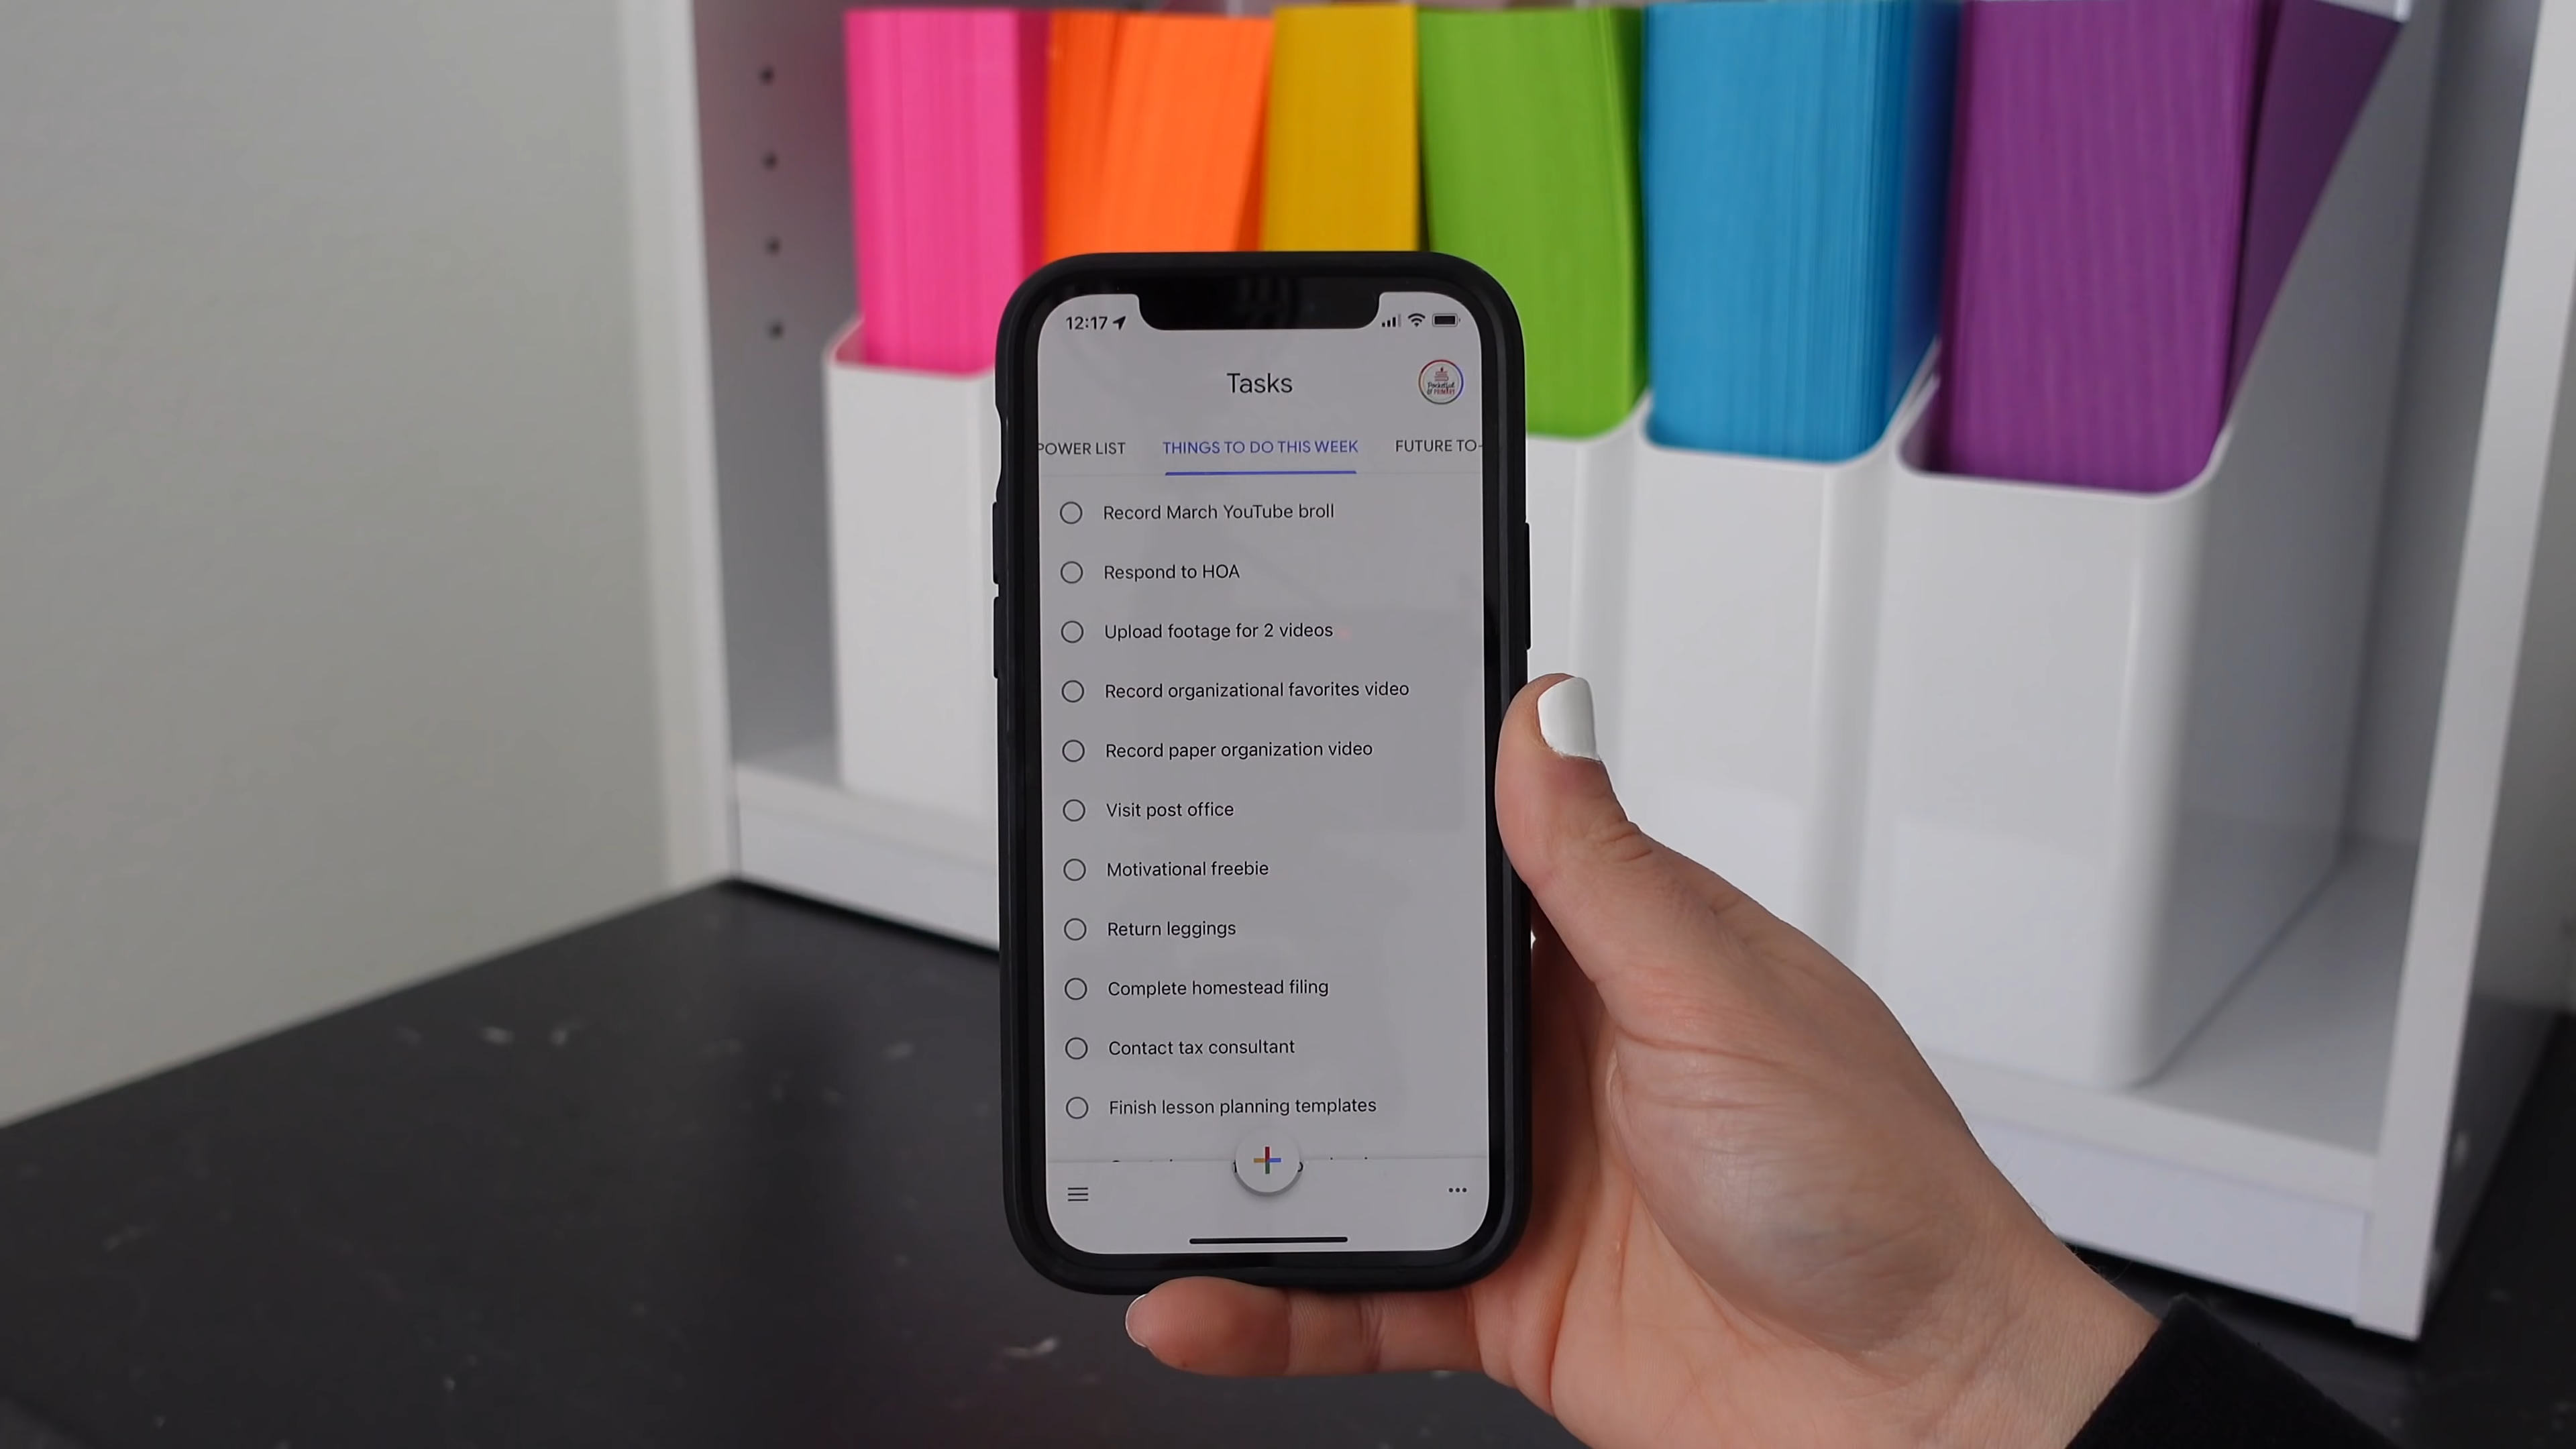 12:17
Tasks
POWER LIST THINGS TO DO THIS WEEK FUTURE TO-
Record March YouTube broll
Respond to HOA
Upload footage for 2 videos
Record organizational favorites video
Record paper organization video
Visit post office
Motivational freebie
Return leggings
Complete homestead filing
Contact tax consultant
Finish lesson planning templates